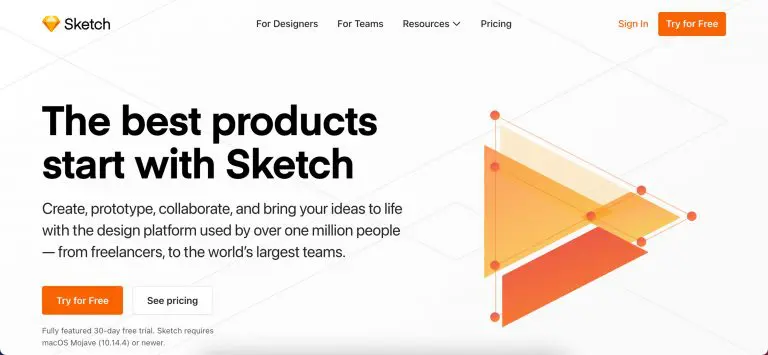 Sketch
For Designers
For Teams
Resources
Pricing
Sign In
Try for Free
The best products
start with Sketch
Create, prototype, collaborate, and bring your ideas to life
with the design platform used by over one million people
— from freelancers, to the world’s largest teams.
Try for Free
See pricing
Fully featured 30-day free trial. Sketch requires
macOS Mojave (10.14.4) or newer.